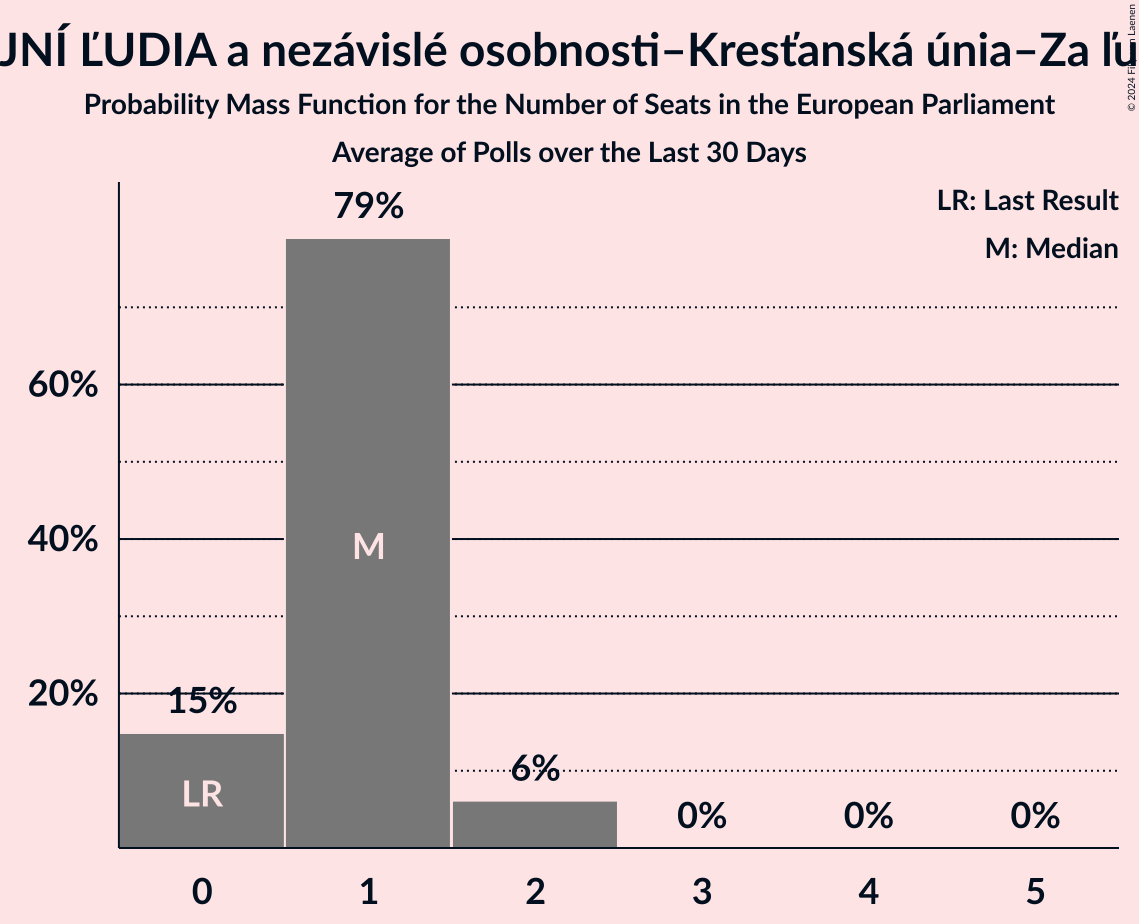 JNÍ ĽUDIA a nezávislé osobnosti–Kresťanská únia–Za ľu
© 2024 Filip van Laenen
Probability Mass Function for the Number of Seats in the European Parliament
Average of Polls over the Last 30 Days
LR: Last Result
M: Median
79%
60%
40%
20%
M
15%
LR
6%
0% 0% 0%
0 1 2 3 4 5